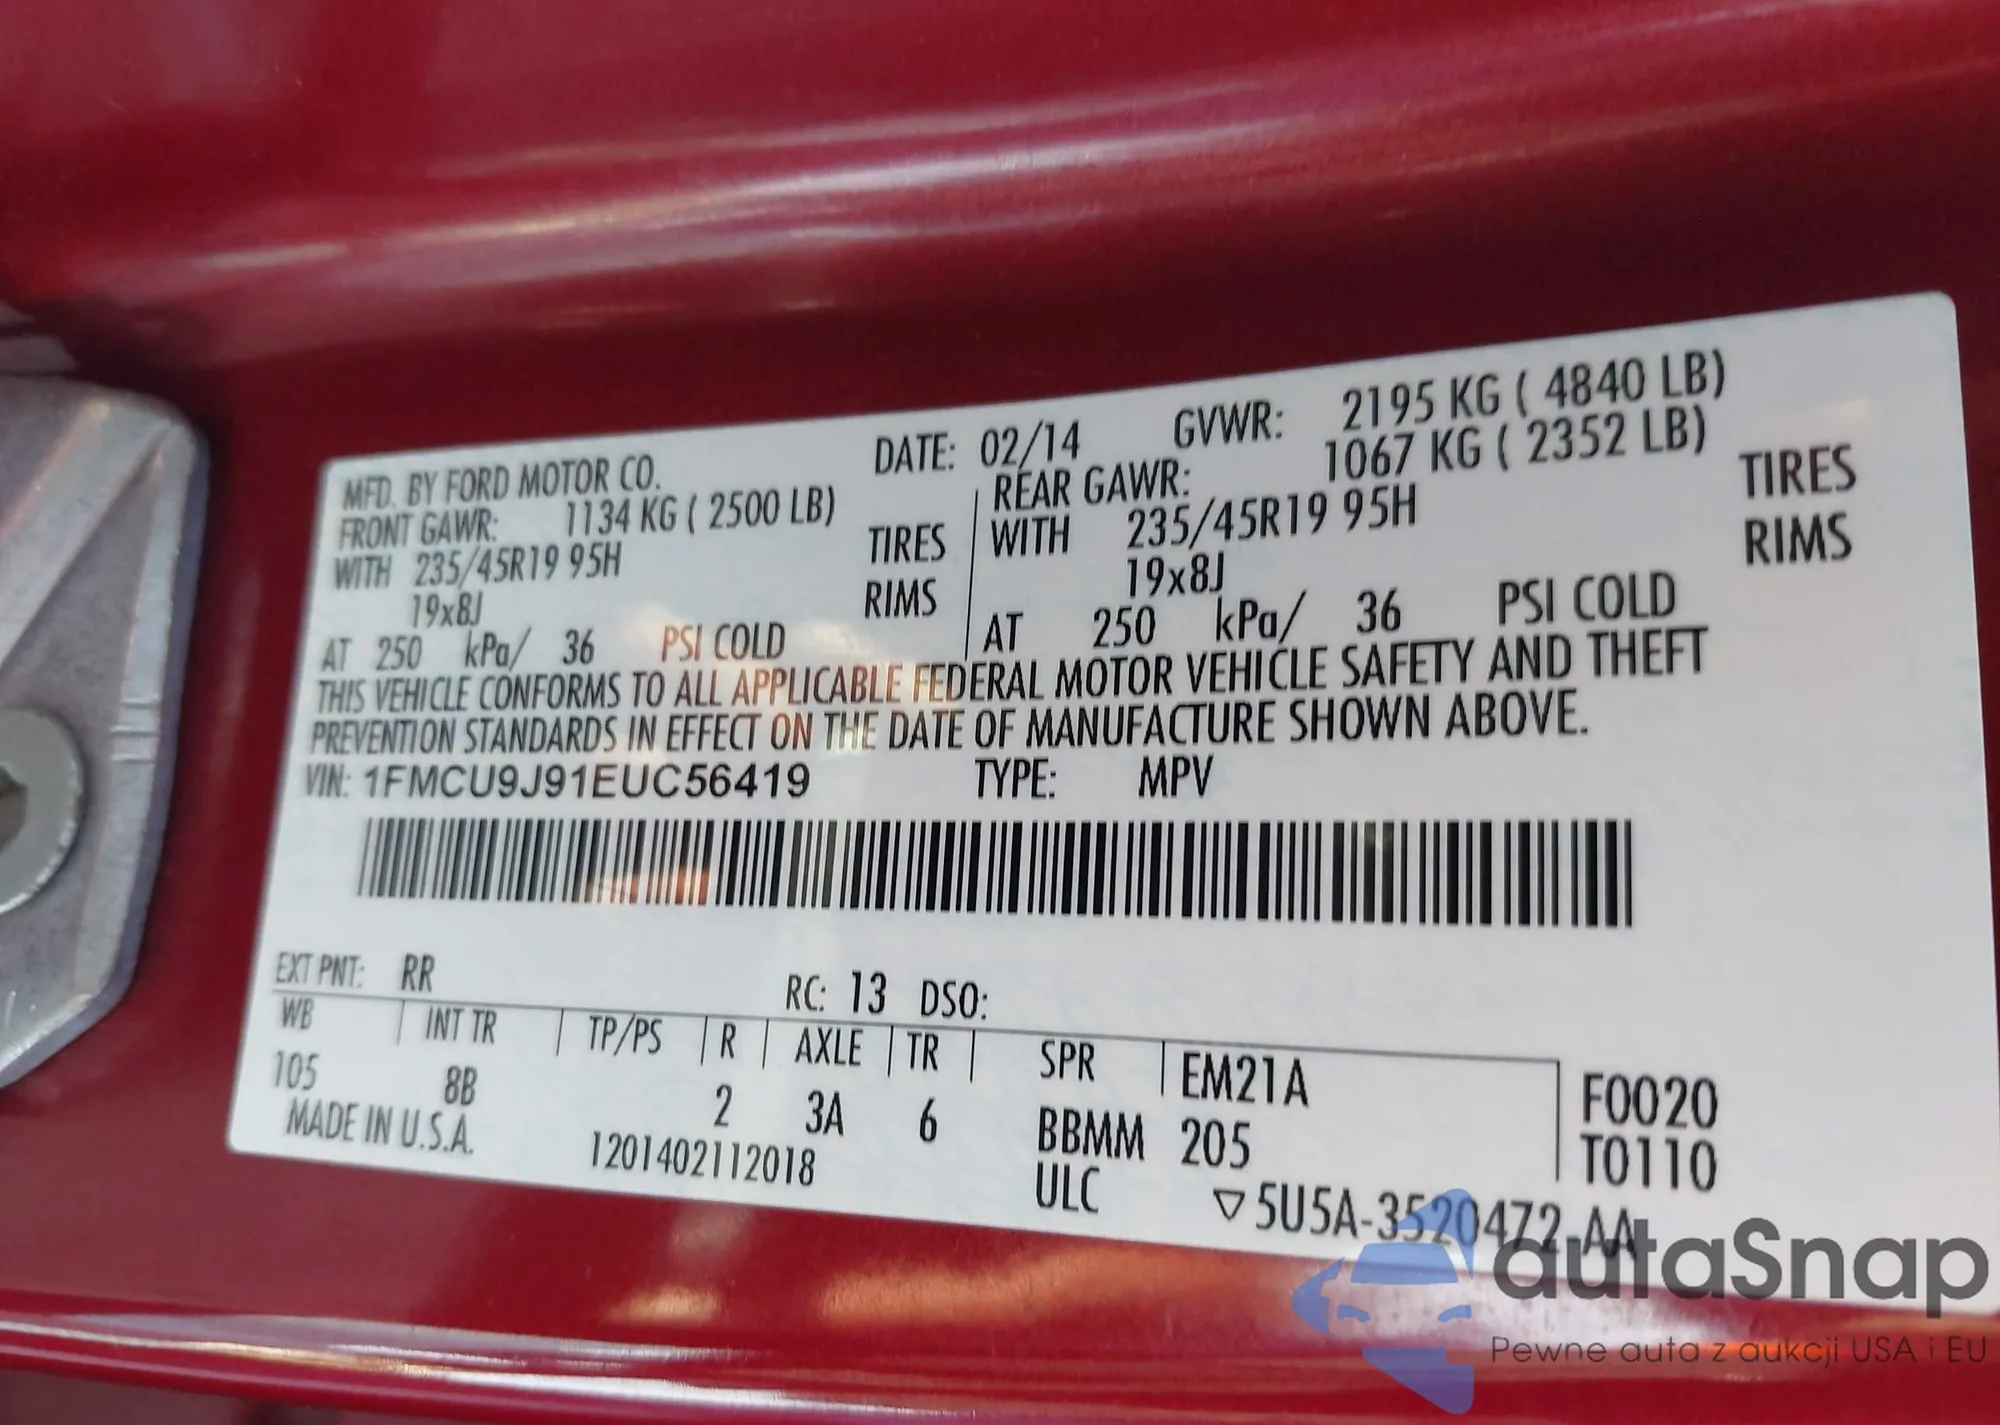 MFD. BY FORD MOTOR CO. DATE: 02/14 GVWR: 2195 KG ( 4840 LB)
FRONT GAWR: 1134 KG ( 2500 LB) REAR GAWR: 1067 KG ( 2352 LB)
WITH 235/45R19 95H TIRES WITH 235/45R19 95H TIRES
19x8J RIMS 19x8J RIMS
AT 250 kPa/ 36 PSI COLD AT 250 kPa/ 36 PSI COLD
THIS VEHICLE CONFORMS TO ALL APPLICABLE FEDERAL MOTOR VEHICLE SAFETY AND THEFT
PREVENTION STANDARDS IN EFFECT ON THE DATE OF MANUFACTURE SHOWN ABOVE.
VIN: 1FMCU9J91EUC56419 TYPE: MPV
EXT PNT: RR RC: 13 DSO:
WB INT TR TP/PS R AXLE TR SPR EM21A F0020
105 8B 2 3A 6 BBMM 205 T0110
MADE IN U.S.A. 1201402112018 ULC ▽5U5A-3520472-AA
autaSnap
Pewne auta z aukcji USA i EU